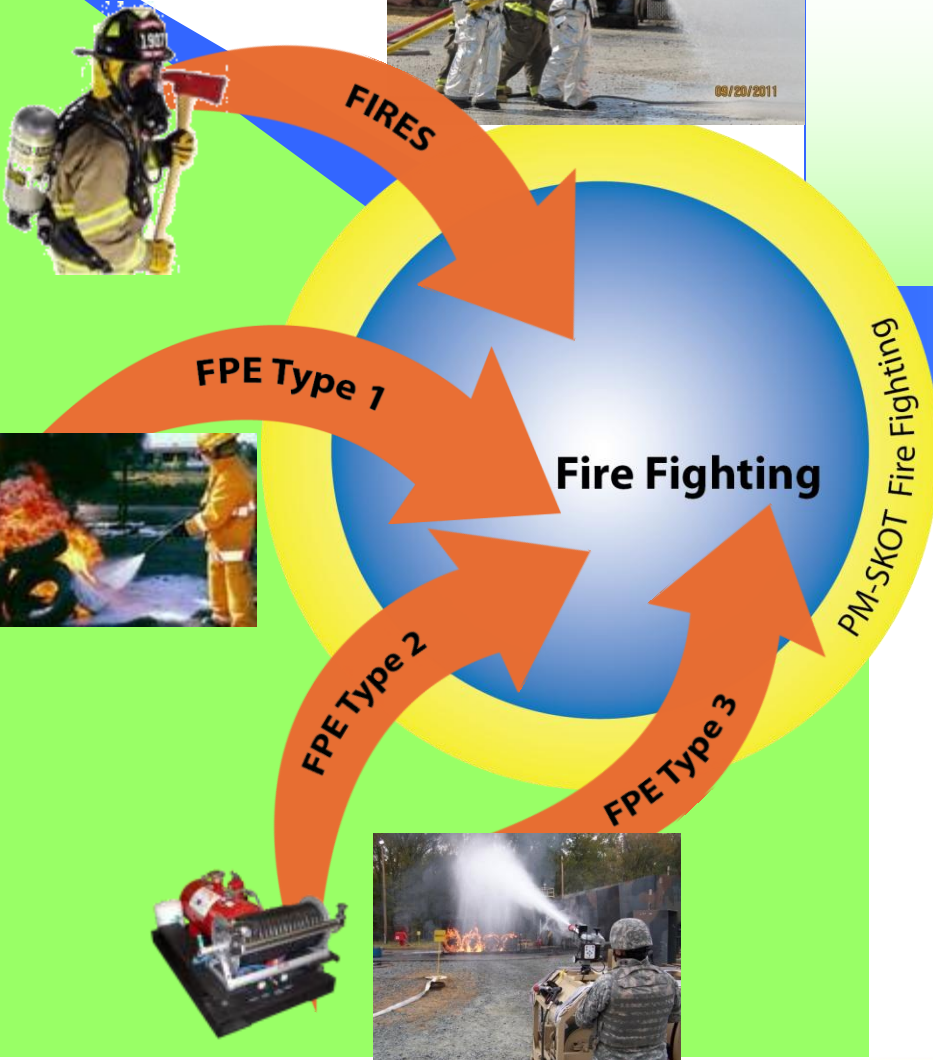 09/20/2011
1907
FIRES
FPE Type 1
Fire Fighting
PM-SKOT Fire Fighting
FPE Type 2
FPE Type 3